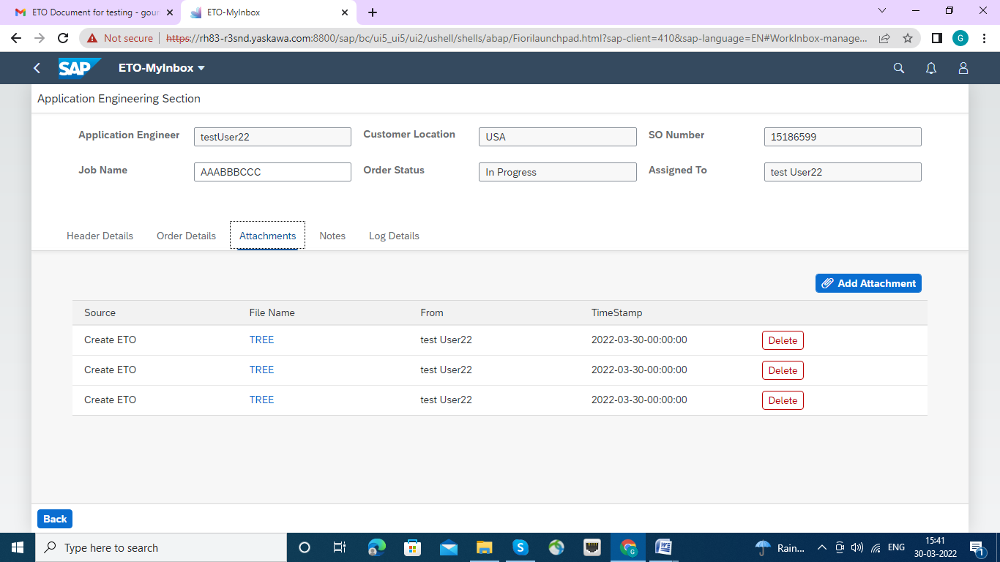 ETO Document for testing - gour
ETO-MyInbox
Not secure
https://rh83-r3snd.yaskawa.com:8800/sap/bc/ui5_ui5/ui2/ushell/shells/abap/Fiorilaunchpad.html?sap-client=410&sap-language=EN#WorkInbox-manage...
G
SAP ETO-MyInbox
Application Engineering Section
Application Engineer testUser22 Customer Location USA SO Number 15186599
Job Name AAABBBCCC Order Status In Progress Assigned To test User22
Header Details Order Details Attachments Notes Log Details
Add Attachment
Source File Name From TimeStamp
Create ETO TREE test User22 2022-03-30-00:00:00 Delete
Create ETO TREE test User22 2022-03-30-00:00:00 Delete
Create ETO TREE test User22 2022-03-30-00:00:00 Delete
Back
Type here to search
Rain...
ENG
15:41
30-03-2022
1